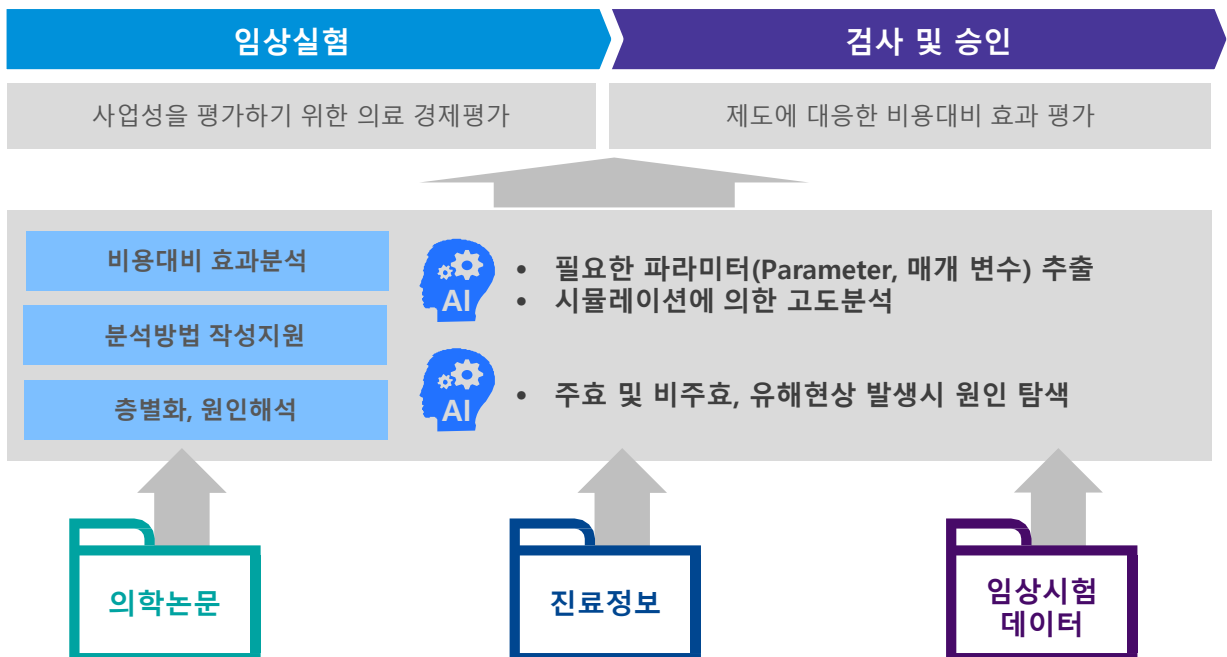 임상실험
검사 및 승인
사업성을 평가하기 위한 의료 경제평가
제도에 대응한 비용대비 효과 평가
비용대비 효과분석
분석방법 작성지원
층별화, 원인해석
AI
• 필요한 파라미터(Parameter, 매개 변수) 추출
• 시뮬레이션에 의한 고도분석
AI
• 주효 및 비주효, 유해현상 발생시 원인 탐색
의학논문
진료정보
임상시험
데이터